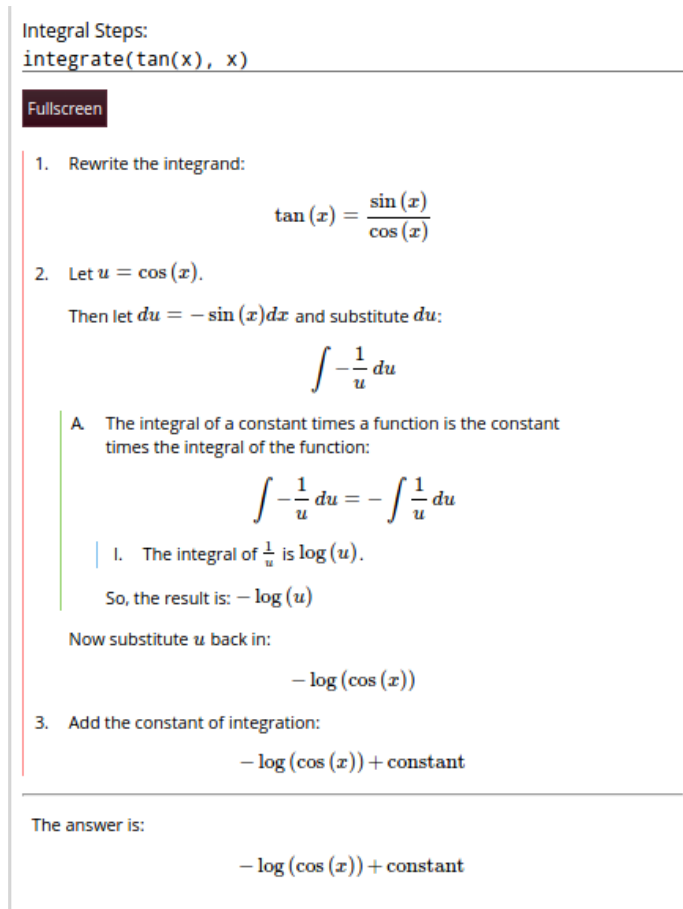 Integral Steps:
integrate(tan(x), x)
Fullscreen
1. Rewrite the integrand:
tan (x) = sin (x) / cos (x)
2. Let u = cos (x).
Then let du = − sin (x)dx and substitute du:
∫ −1/u du
A. The integral of a constant times a function is the constant
times the integral of the function:
∫ −1/u du = − ∫ 1/u du
I. The integral of 1/u is log (u).
So, the result is: − log (u)
Now substitute u back in:
− log (cos (x))
3. Add the constant of integration:
− log (cos (x)) + constant
The answer is:
− log (cos (x)) + constant